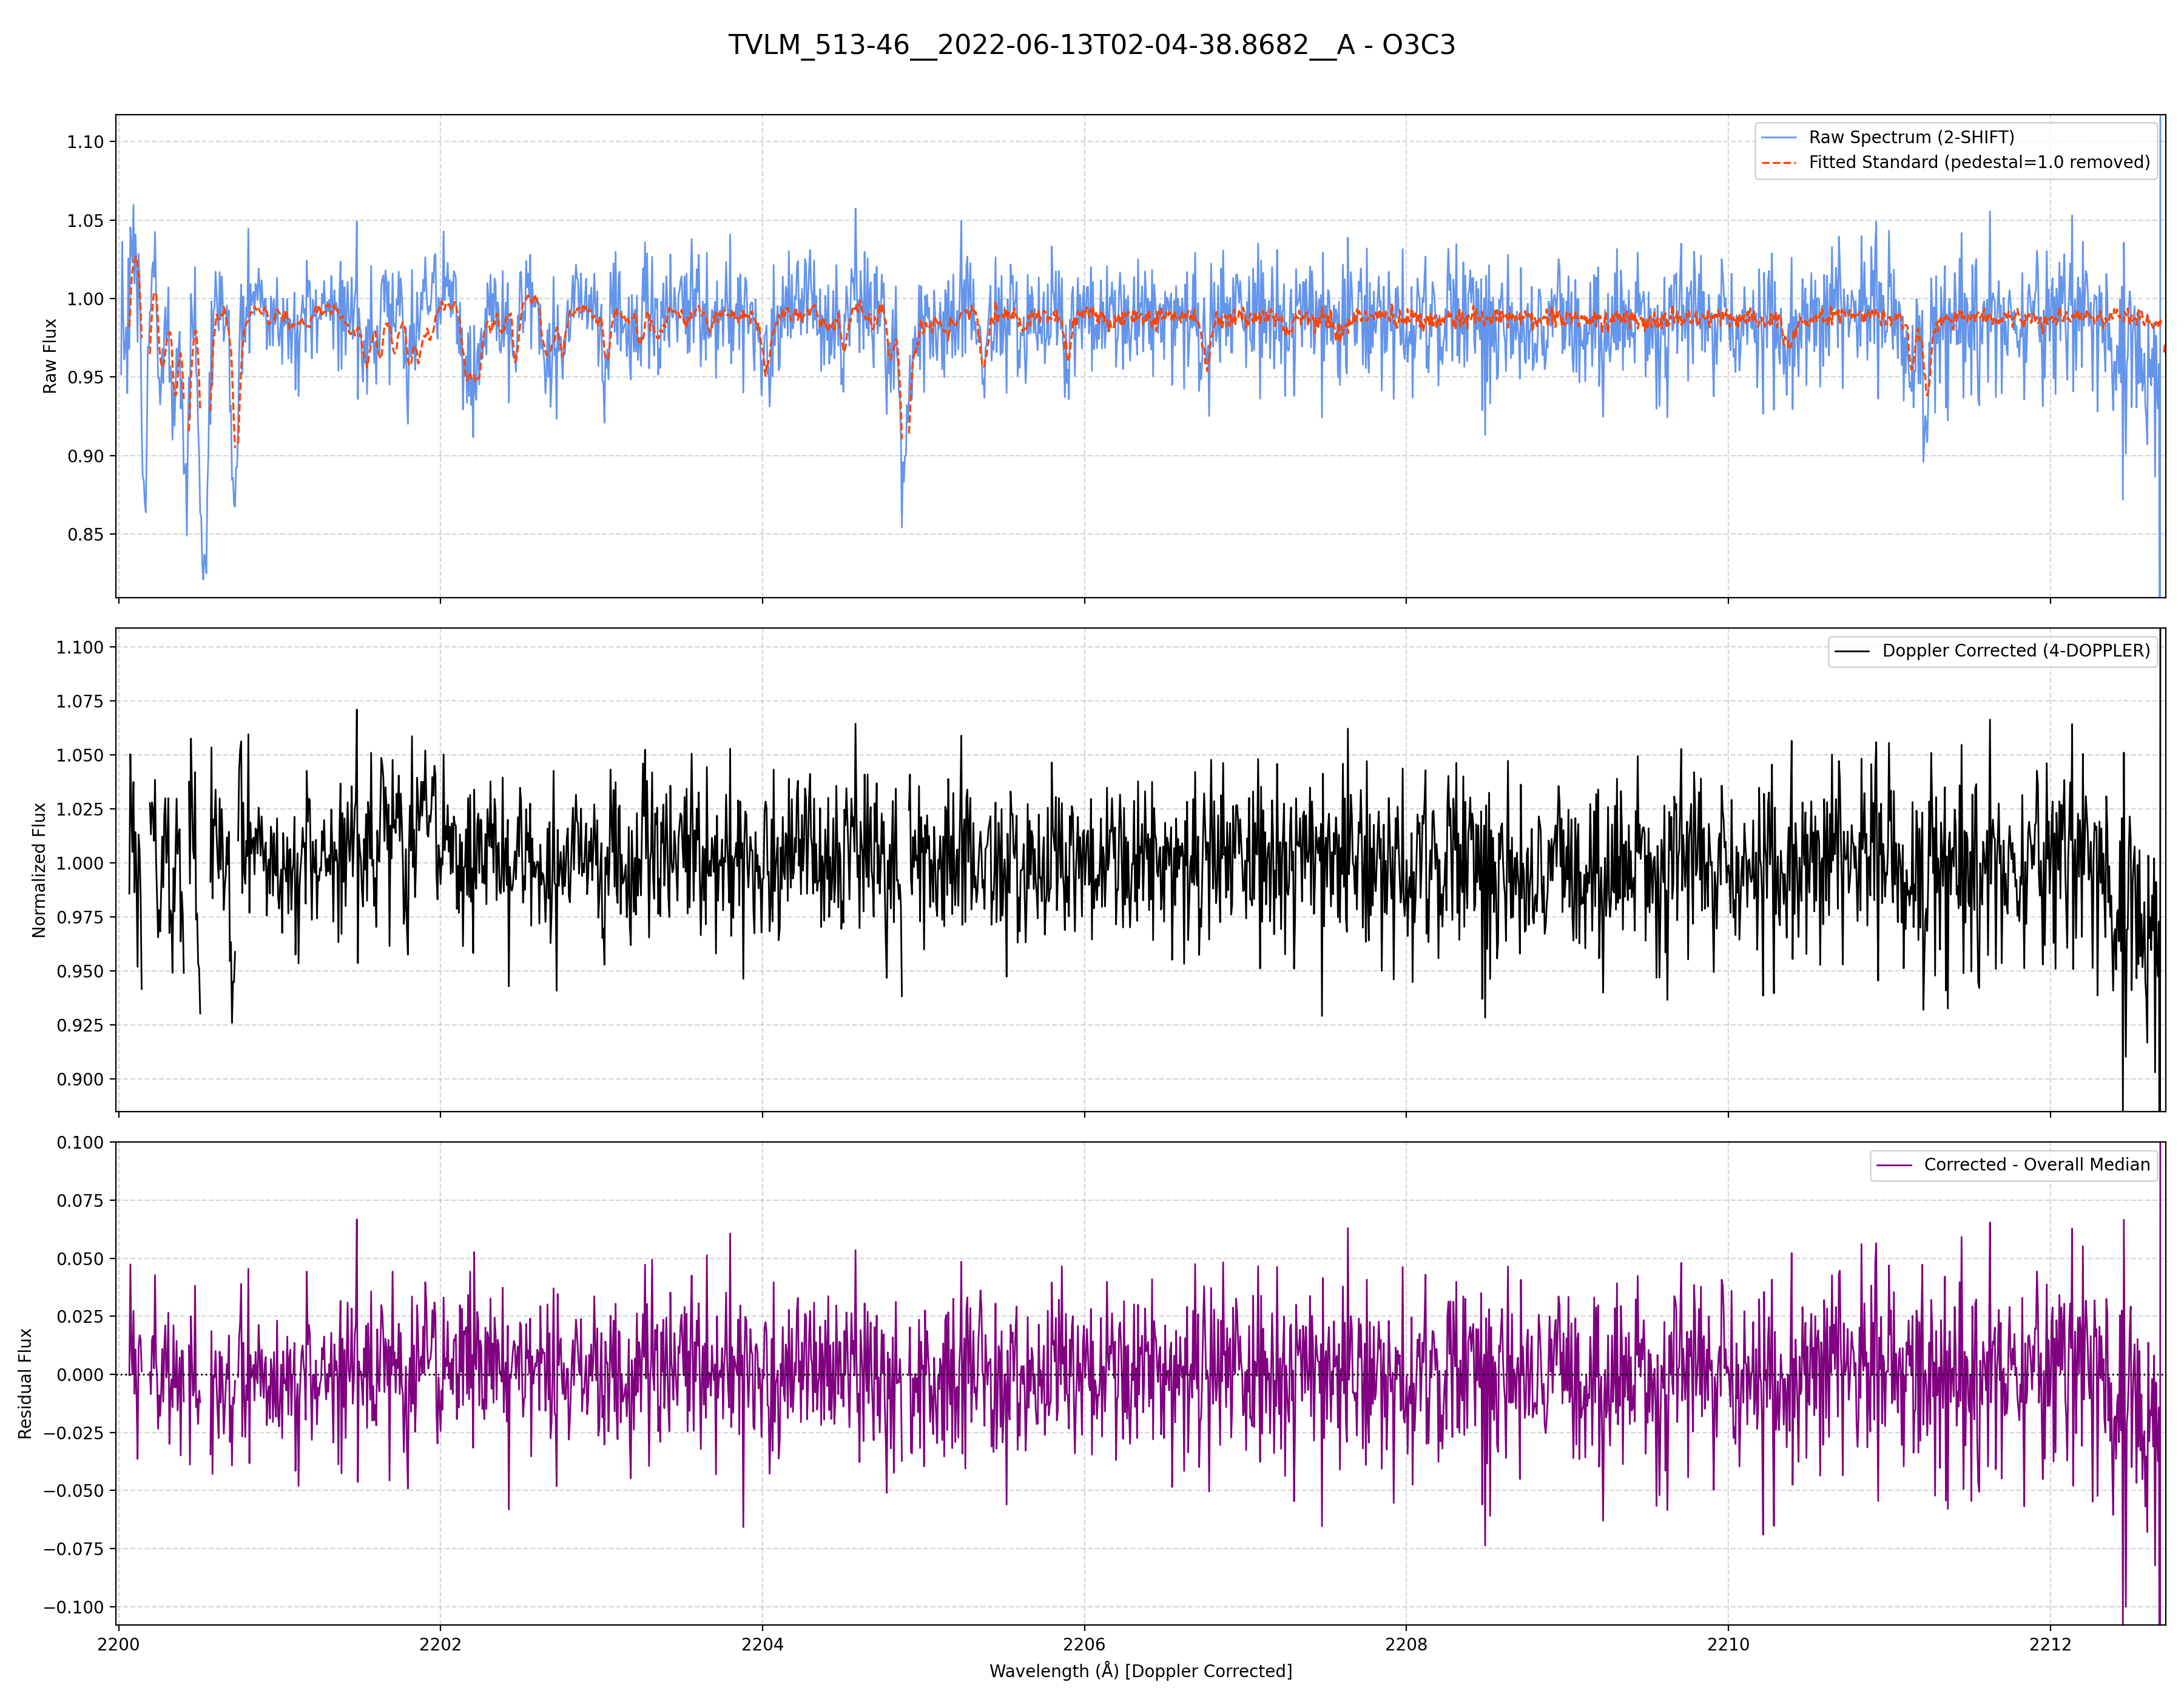 TVLM_513-46__2022-06-13T02-04-38.8682__A - O3C3
Raw Flux
1.10
1.05
1.00
0.95
0.90
0.85
Raw Spectrum (2-SHIFT)
Fitted Standard (pedestal=1.0 removed)
Normalized Flux
1.100
1.075
1.050
1.025
1.000
0.975
0.950
0.925
0.900
Doppler Corrected (4-DOPPLER)
Residual Flux
0.100
0.075
0.050
0.025
0.000
−0.025
−0.050
−0.075
−0.100
Corrected - Overall Median
2200 2202 2204 2206 2208 2210 2212
Wavelength (Å) [Doppler Corrected]